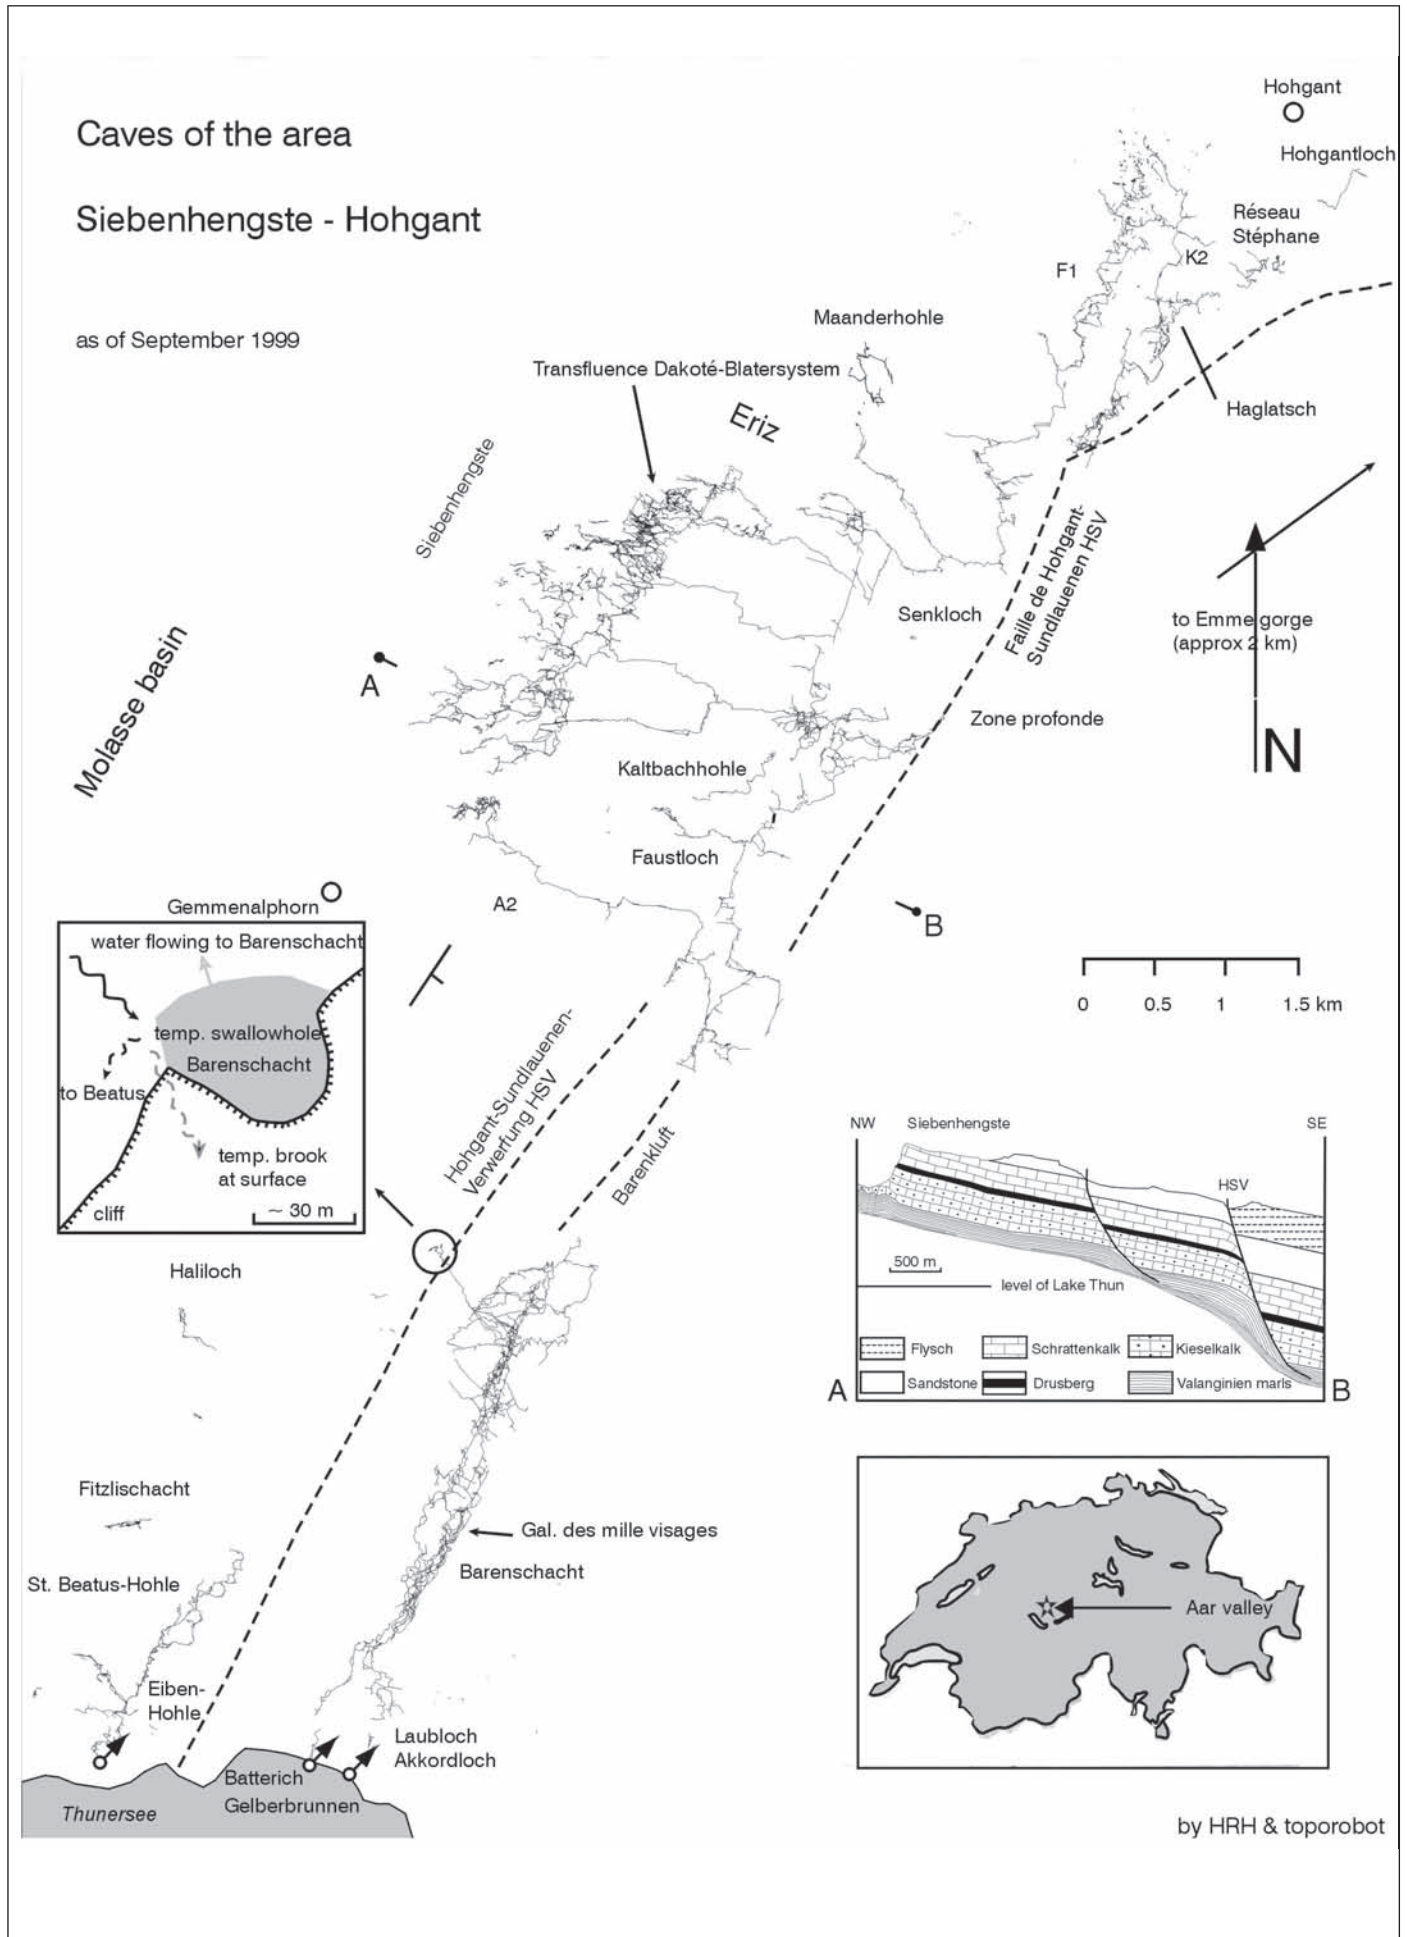 Caves of the area
Siebenhengste - Hohgant
as of September 1999
Hohgant
Hohgantloch
Réseau
Stéphane
K2
F1
Maanderhohle
Transfluence Dakoté-Blatersystem
Haglatsch
Eriz
Siebenhengste
Faille de Hohgant-
Sundlauenen HSV
Senkloch
to Emme gorge
(approx 2 km)
Molasse basin
A
N
Zone profonde
Kaltbachhohle
Faustloch
A2
B
Gemmenalphorn
water flowing to Barenschacht
temp. swallowhole
Barenschacht
to Beatus
temp. brook
at surface
cliff
~ 30 m
0 0.5 1 1.5 km
Hohgant-Sundlauenen-
Verwerfung HSV
Barenkluft
Haliloch
NW Siebenhengste SE
HSV
500 m
level of Lake Thun
Flysch Schrattenkalk Kieselkalk
Sandstone Drusberg Valanginien marls
A B
Fitzlischacht
Gal. des mille visages
Barenschacht
St. Beatus-Hohle
Aar valley
Eiben-
Hohle
Laubloch
Akkordloch
Batterich
Gelberbrunnen
Thunersee
by HRH & toporobot